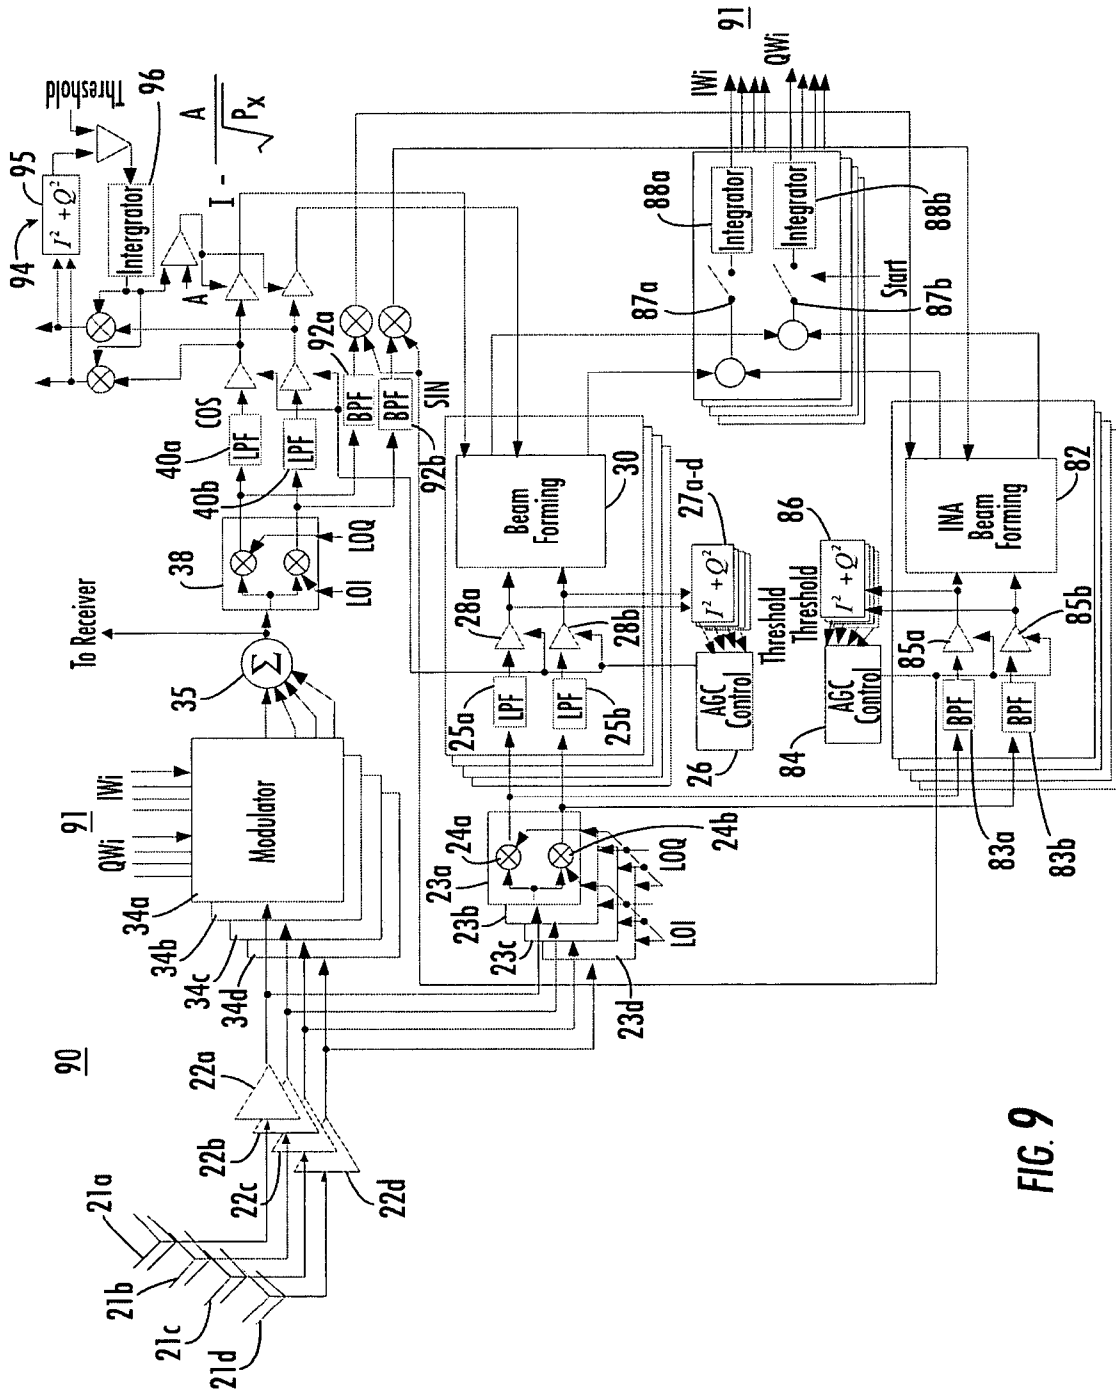 90
21a
21b
21c
21d
22a
22b
22c
22d
91
QWi
IWi
34a
34b
34c
34d
Modulator
35
Σ
To Receiver
38
LOI
LOQ
40a
LPF
COS
40b
LPF
BPF
92a
BPF
92b
SIN
94
95
I² + Q²
Threshold
Intergrator
96
A
I - A
√Px
23a
23b
23c
23d
24a
24b
LOI
LOQ
25a
LPF
LPF
25b
28a
28b
Beam
Forming
30
26
AGC
Control
I² + Q²
27a-d
Threshold
Threshold
84
AGC
Control
I² + Q²
86
83a
BPF
83b
BPF
85a
85b
INA
Beam
Forming
82
87a
87b
Start
88a
Integrator
Integrator
88b
IWi
QWi
91
FIG. 9